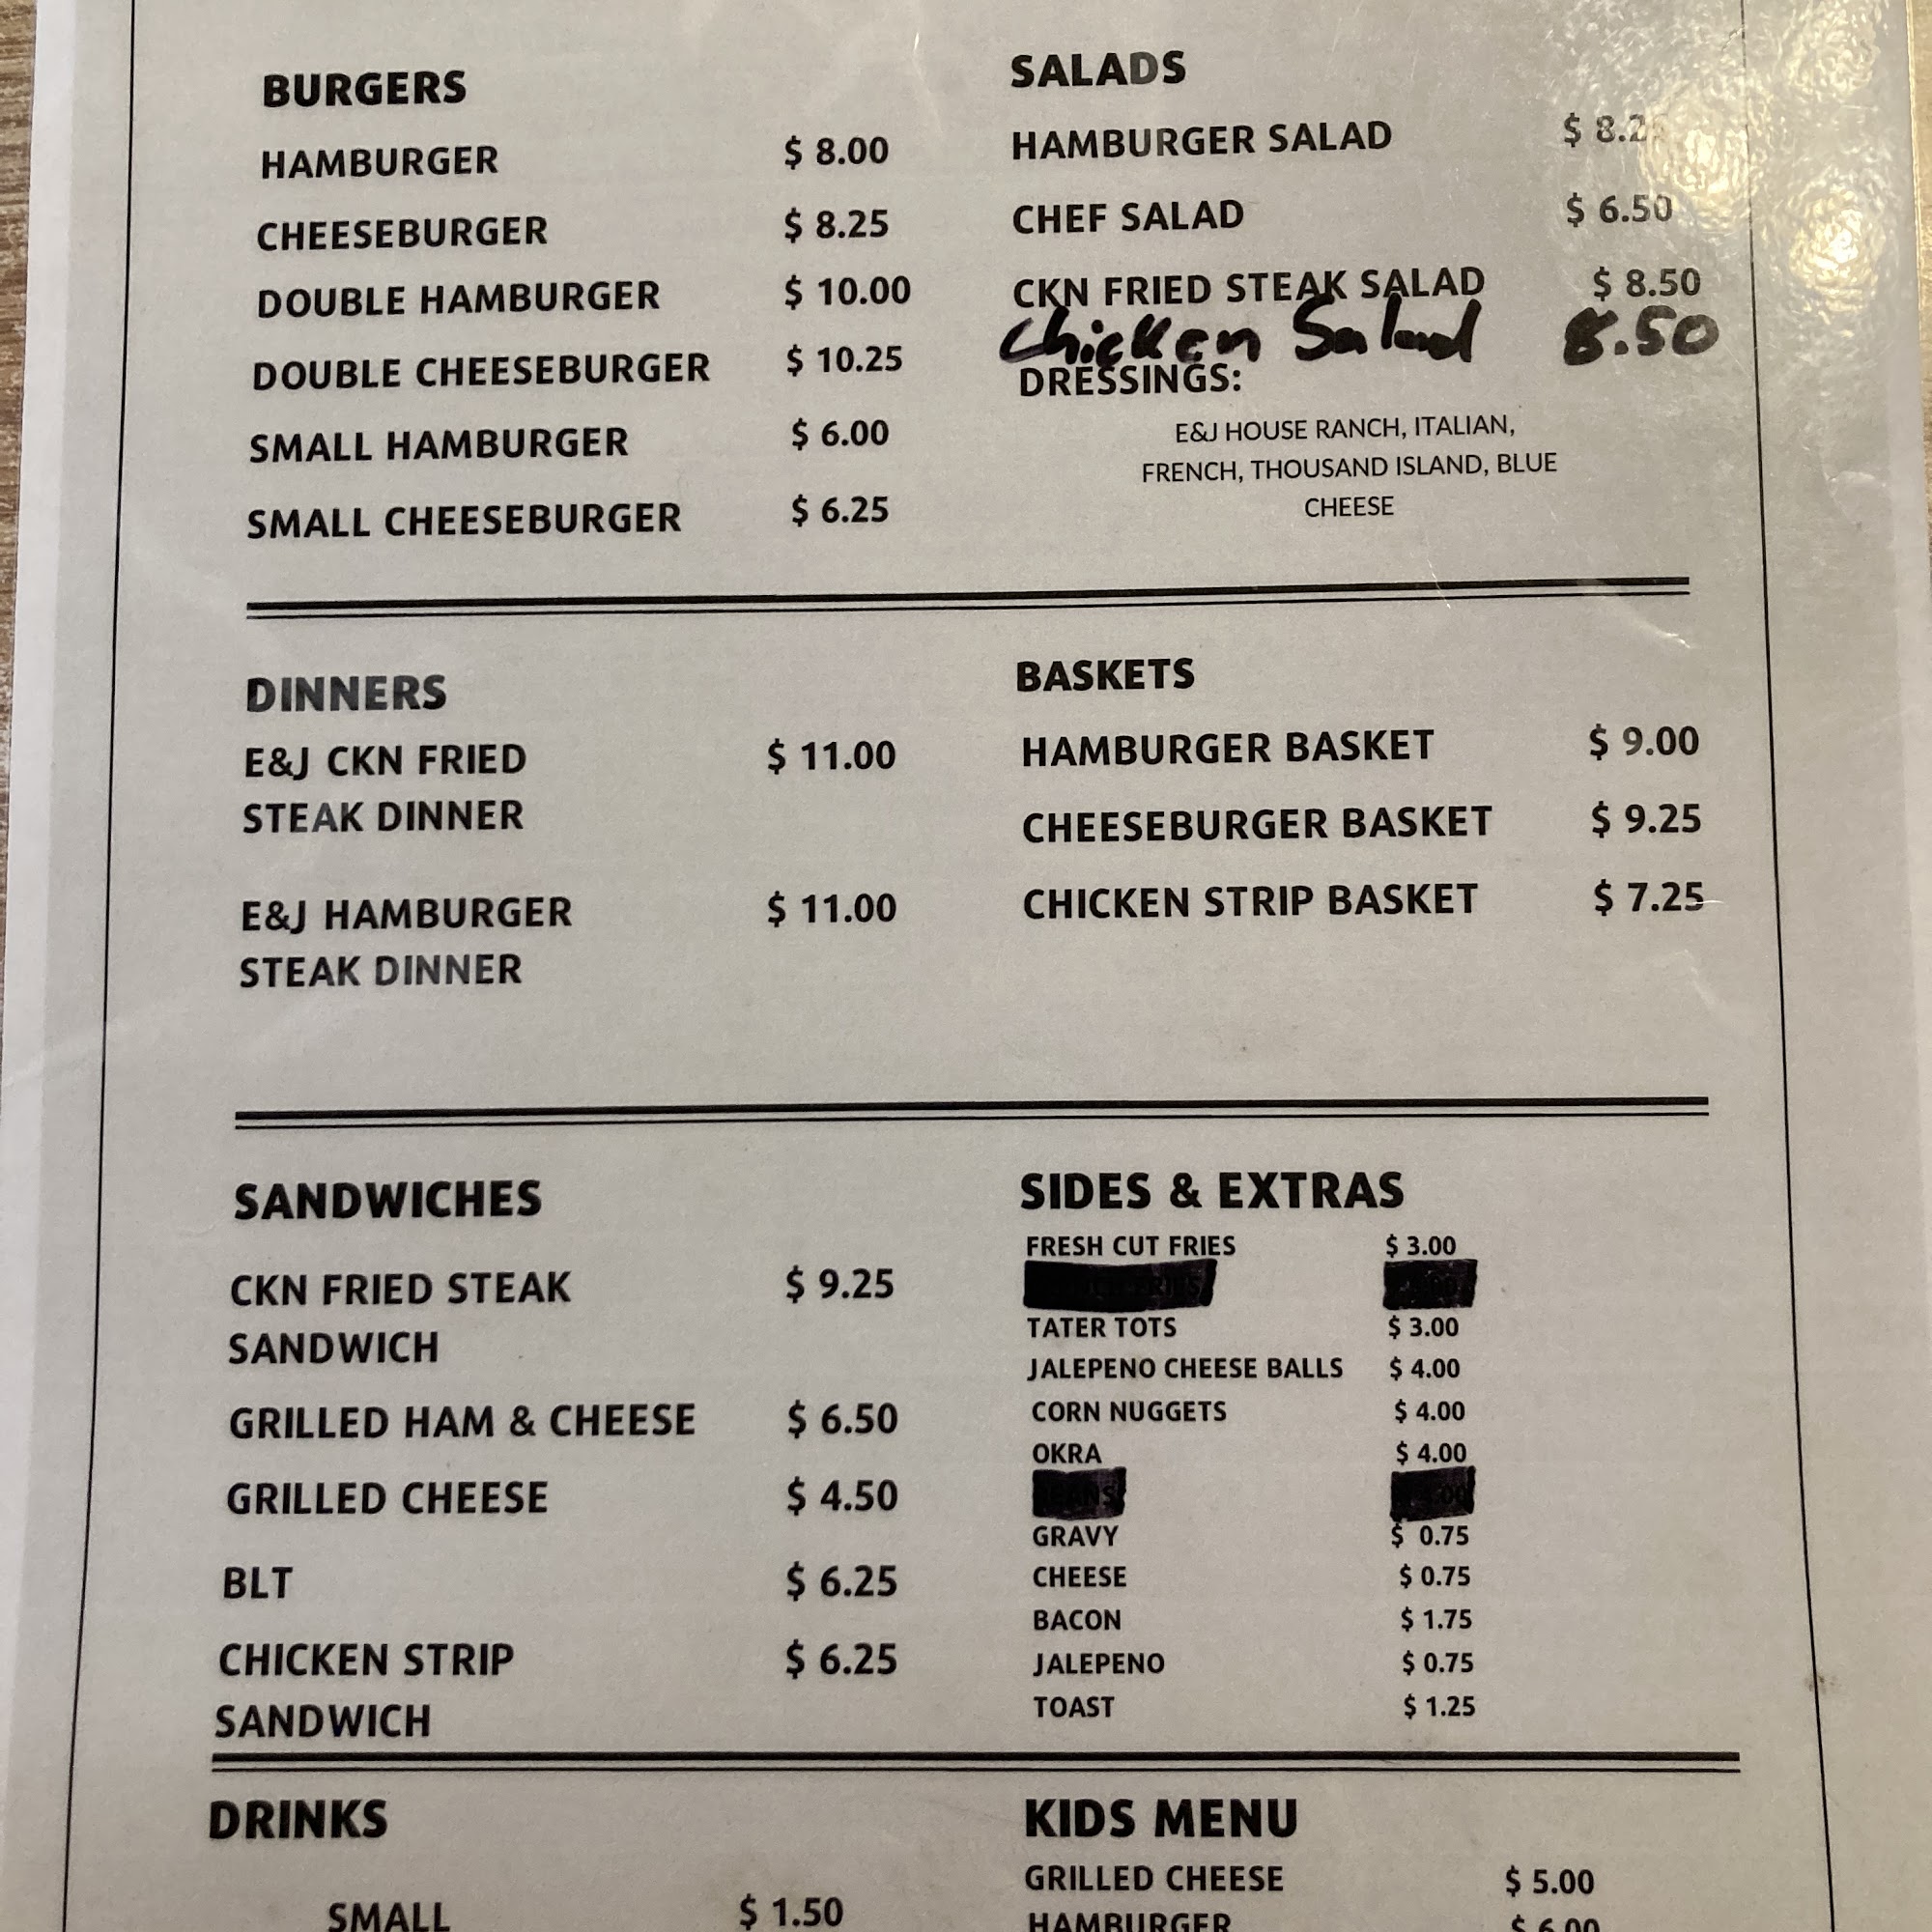 BURGERS
HAMBURGER $ 8.00
CHEESEBURGER $ 8.25
DOUBLE HAMBURGER $ 10.00
DOUBLE CHEESEBURGER $ 10.25
SMALL HAMBURGER $ 6.00
SMALL CHEESEBURGER $ 6.25
SALADS
HAMBURGER SALAD
CHEF SALAD $ 6.50
CKN FRIED STEAK SALAD $ 8.50
Chicken Salad 8.50
DRESSINGS:
E&J HOUSE RANCH, ITALIAN,
FRENCH, THOUSAND ISLAND, BLUE
CHEESE
DINNERS
E&J CKN FRIED $ 11.00
STEAK DINNER
E&J HAMBURGER $ 11.00
STEAK DINNER
BASKETS
HAMBURGER BASKET $ 9.00
CHEESEBURGER BASKET $ 9.25
CHICKEN STRIP BASKET $ 7.25
SANDWICHES
CKN FRIED STEAK $ 9.25
SANDWICH
GRILLED HAM & CHEESE $ 6.50
GRILLED CHEESE $ 4.50
BLT $ 6.25
CHICKEN STRIP $ 6.25
SANDWICH
SIDES & EXTRAS
FRESH CUT FRIES $ 3.00
TATER TOTS $ 3.00
JALEPENO CHEESE BALLS $ 4.00
CORN NUGGETS $ 4.00
OKRA $ 4.00
GRAVY $ 0.75
CHEESE $ 0.75
BACON $ 1.75
JALEPENO $ 0.75
TOAST $ 1.25
DRINKS
SMALL $ 1.50
KIDS MENU
GRILLED CHEESE $ 5.00
HAMBURGER $ 6.00